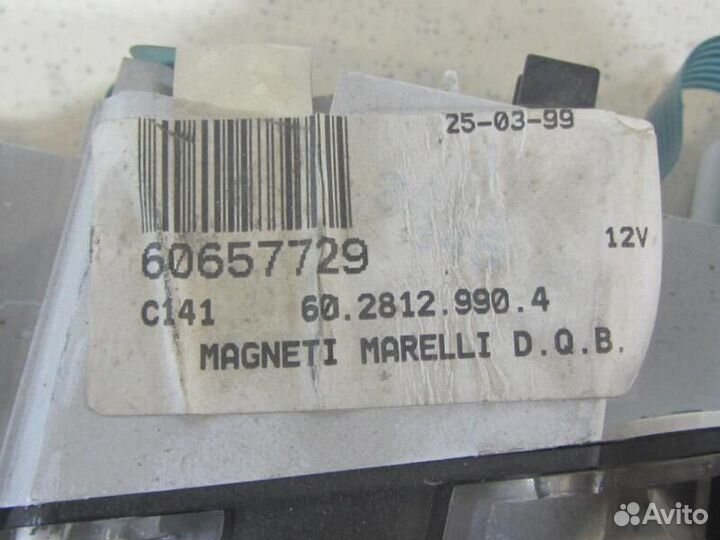 25-03-99
60657729
12V
C141 60.2812.990.4
MAGNETI MARELLI D.Q.B.
Avito